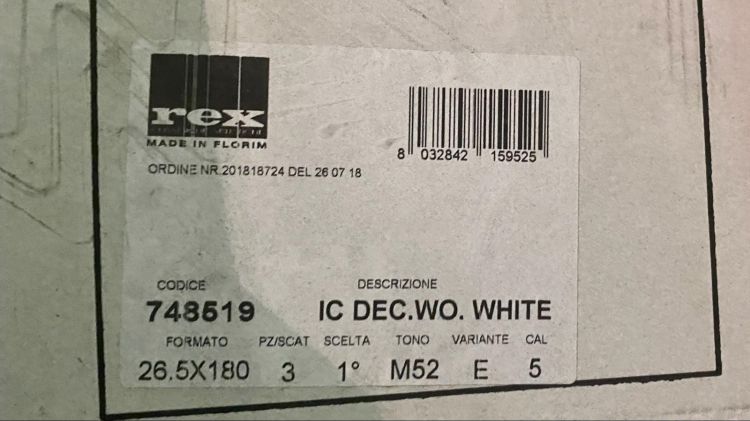 rex
MADE IN FLORIM
ORDINE NR.201818724 DEL 26 07 18
8 032842 159525
CODICE DESCRIZIONE
748519 IC DEC.WO. WHITE
FORMATO PZ/SCAT SCELTA TONO VARIANTE CAL
26.5X180 3 1° M52 E 5